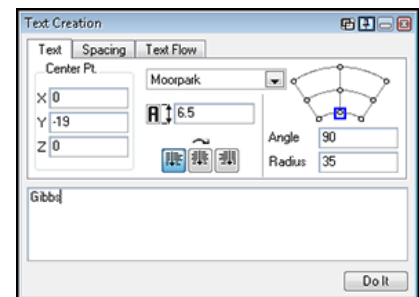 Text Creation
Text Spacing Text Flow
Center Pt.
Moorpark
X 0
Y -19
Z 0
A 6.5
Angle 90
Radius 35
Gibbs
Do It